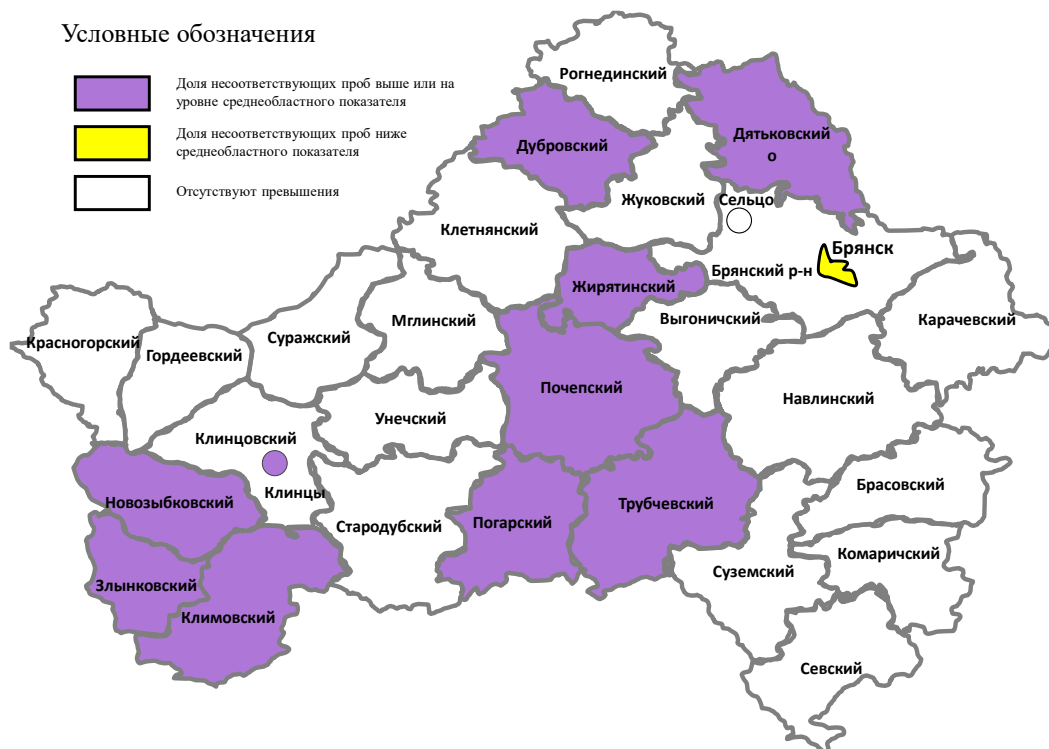 Условные обозначения
Доля несоответствующих проб выше или на
уровне среднеобластного показателя
Доля несоответствующих проб ниже
среднеобластного показателя
Отсутствуют превышения
Рогнединский
Дубровский
Дятьковский
о
Жуковский
Сельцо
Клетнянский
Брянск
Брянский р-н
Жирятинский
Выгоничский
Карачевский
Мглинский
Суражский
Красногорский
Гордеевский
Почепский
Навлинский
Унечский
Клинцовский
Клинцы
Новозыбковский
Стародубский
Погарский
Трубчевский
Брасовский
Комаричский
Суземский
Злынковский
Климовский
Севский